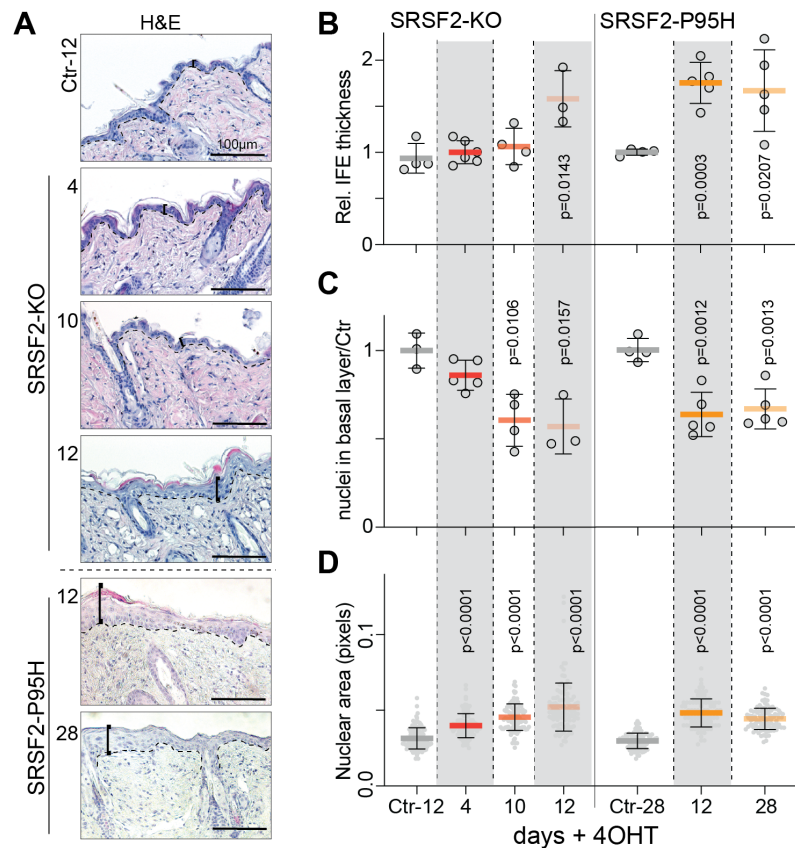 A
H&E
Ctr-12
100µm
SRSF2-KO
4
10
12
SRSF2-P95H
12
28
B
SRSF2-KO
SRSF2-P95H
Rel. IFE thickness
2
1
0
p=0.0143
p=0.0003
p=0.0207
C
nuclei in basal layer/Ctr
1
0
p=0.0106
p=0.0157
p=0.0012
p=0.0013
D
Nuclear area (pixels)
0,1
0.0
p<0.0001
p<0.0001
p<0.0001
p<0.0001
p<0.0001
Ctr-12 4 10 12 Ctr-28 12 28
days + 4OHT